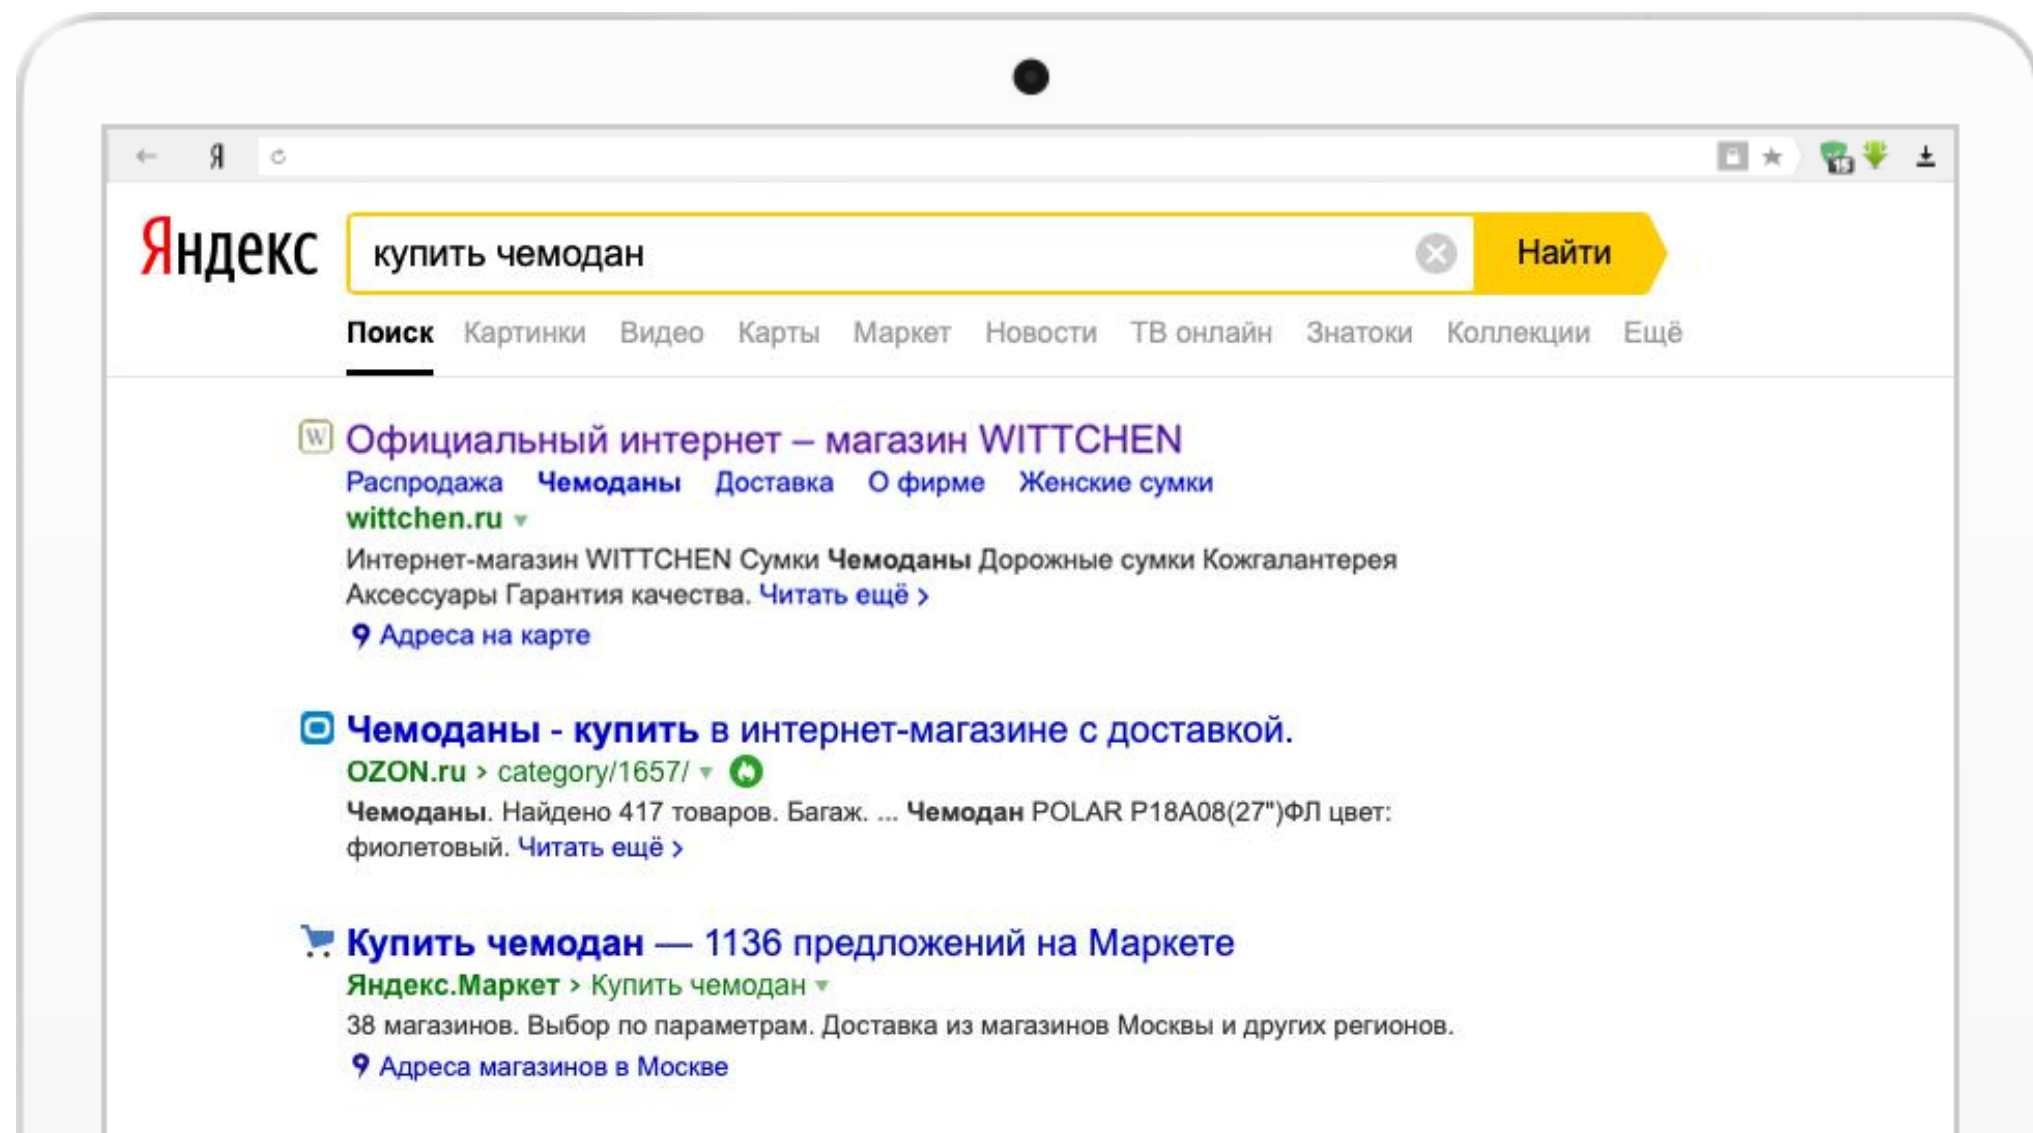 Я
15
Яндекс купить чемодан Найти
Поиск Картинки Видео Карты Маркет Новости ТВ онлайн Знатоки Коллекции Ещё
W Официальный интернет – магазин WITTCHEN
Распродажа Чемоданы Доставка О фирме Женские сумки
wittchen.ru
Интернет-магазин WITTCHEN Сумки Чемоданы Дорожные сумки Кожгалантерея
Аксессуары Гарантия качества. Читать ещё >
Адреса на карте
Чемоданы - купить в интернет-магазине с доставкой.
OZON.ru > category/1657/
Чемоданы. Найдено 417 товаров. Багаж. ... Чемодан POLAR P18A08(27")ФЛ цвет:
фиолетовый. Читать ещё >
Купить чемодан — 1136 предложений на Маркете
Яндекс.Маркет > Купить чемодан
38 магазинов. Выбор по параметрам. Доставка из магазинов Москвы и других регионов.
Адреса магазинов в Москве